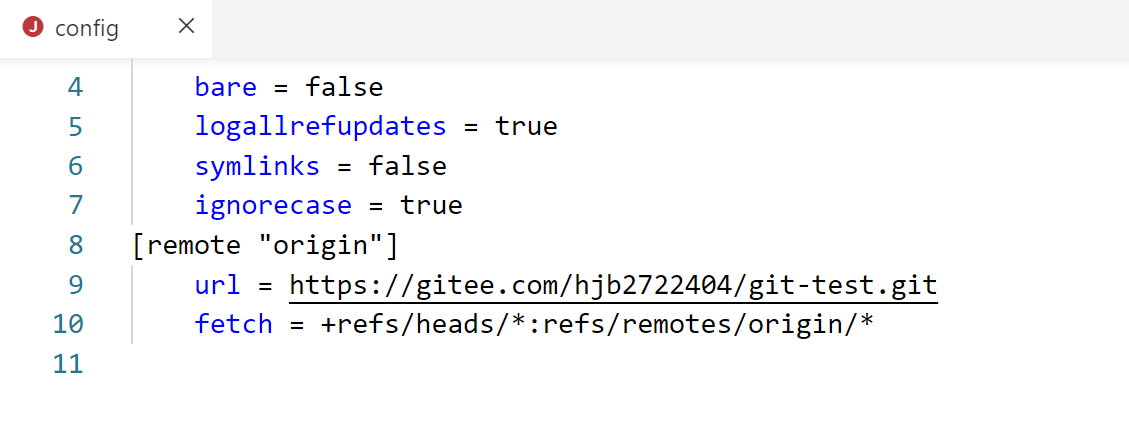 J config ×
4 bare = false
5 logallrefupdates = true
6 symlinks = false
7 ignorecase = true
8 [remote "origin"]
9 url = https://gitee.com/hjb2722404/git-test.git
10 fetch = +refs/heads/*:refs/remotes/origin/*
11